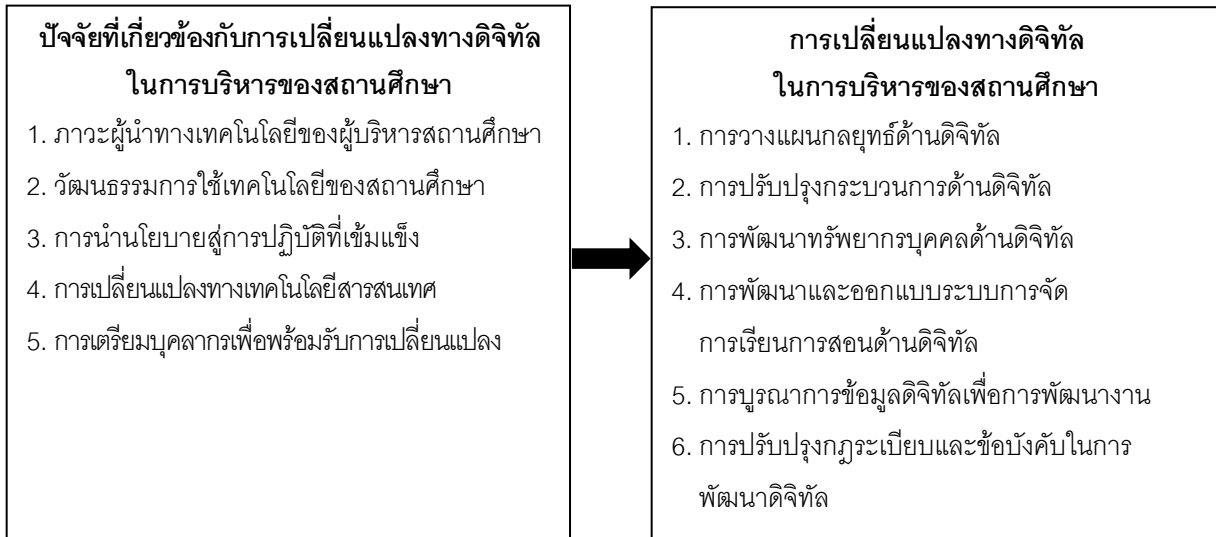 ปัจจัยที่เกี่ยวข้องกับการเปลี่ยนแปลงทางดิจิทัล
ในการบริหารของสถานศึกษา
1. ภาวะผู้นำทางเทคโนโลยีของผู้บริหารสถานศึกษา
2. วัฒนธรรมการใช้เทคโนโลยีของสถานศึกษา
3. การนำนโยบายสู่การปฏิบัติที่เข้มแข็ง
4. การเปลี่ยนแปลงทางเทคโนโลยีสารสนเทศ
5. การเตรียมบุคลากรเพื่อพร้อมรับการเปลี่ยนแปลง
การเปลี่ยนแปลงทางดิจิทัล
ในการบริหารของสถานศึกษา
1. การวางแผนกลยุทธ์ด้านดิจิทัล
2. การปรับปรุงกระบวนการด้านดิจิทัล
3. การพัฒนาทรัพยากรบุคคลด้านดิจิทัล
4. การพัฒนาและออกแบบระบบการจัด
การเรียนการสอนด้านดิจิทัล
5. การบูรณาการข้อมูลดิจิทัลเพื่อการพัฒนางาน
6. การปรับปรุงกฎระเบียบและข้อบังคับในการ
พัฒนาดิจิทัล